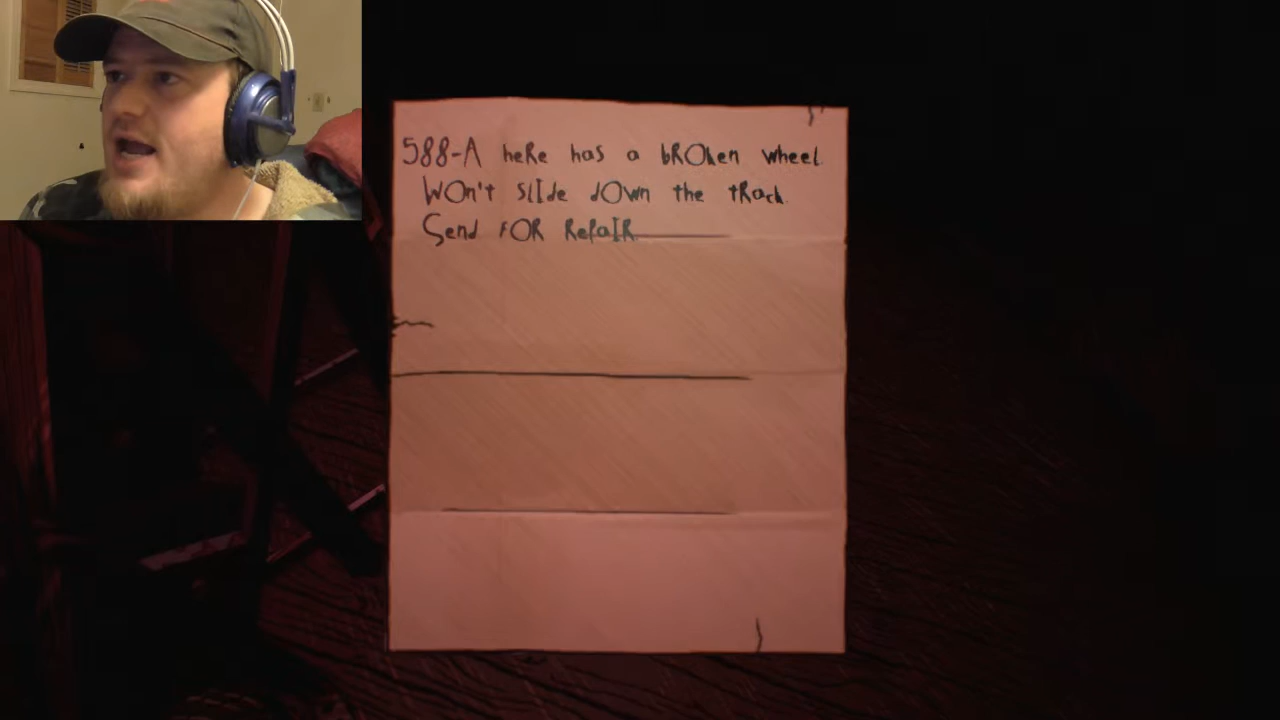 588-A heRe has a bROken wheel.
WOn't slIde dOwn the tRack.
Send FOR RepaIR.